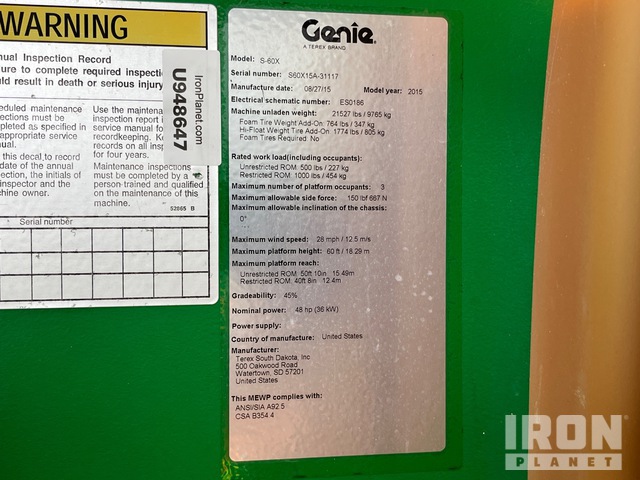 WARNING
nual Inspection Record
ure to complete required inspecti
ld result in death or serious injury
eduled maintenance
ections must be
pleted as specified in
appropriate service
ual.
this decal to record
date of the annual
ection, the initials of
inspector and the
hine owner.
Use the maintena
inspection report i
service manual fo
recordkeeping. Ke
records on all insp
for four years.
Maintenance inspections
must be completed by a
person trained and qualified
on the maintenance of this
machine.
52865 B
Serial number
IronPlanet.com
U948647
Genie
A TEREX BRAND
Model: S-60X
Serial number: S60X15A-31117
Manufacture date: 08/27/15 Model year: 2015
Electrical schematic number: ES0186
Machine unladen weight: 21527 lbs / 9765 kg
Foam Tire Weight Add-On: 764 lbs / 347 kg
Hi-Float Weight Tire Add-On: 1774 lbs / 805 kg
Foam Tires Required: No
Rated work load(including occupants):
Unrestricted ROM: 500 lbs / 227 kg
Restricted ROM: 1000 lbs / 454 kg
Maximum number of platform occupants: 3
Maximum allowable side force: 150 lbf 667 N
Maximum allowable inclination of the chassis:
0°
Maximum wind speed: 28 mph / 12.5 m/s
Maximum platform height: 60 ft / 18.29 m
Maximum platform reach:
Unrestricted ROM: 50ft 10in 15.49m
Restricted ROM: 40ft 8in 12.4m
Gradeability: 45%
Nominal power: 48 hp (36 kW)
Power supply:
Country of manufacture: United States
Manufacturer:
Terex South Dakota, Inc
500 Oakwood Road
Watertown, SD 57201
United States
This MEWP complies with:
ANSI/SIA A92.5
CSA B354.4
IRON
PLANET